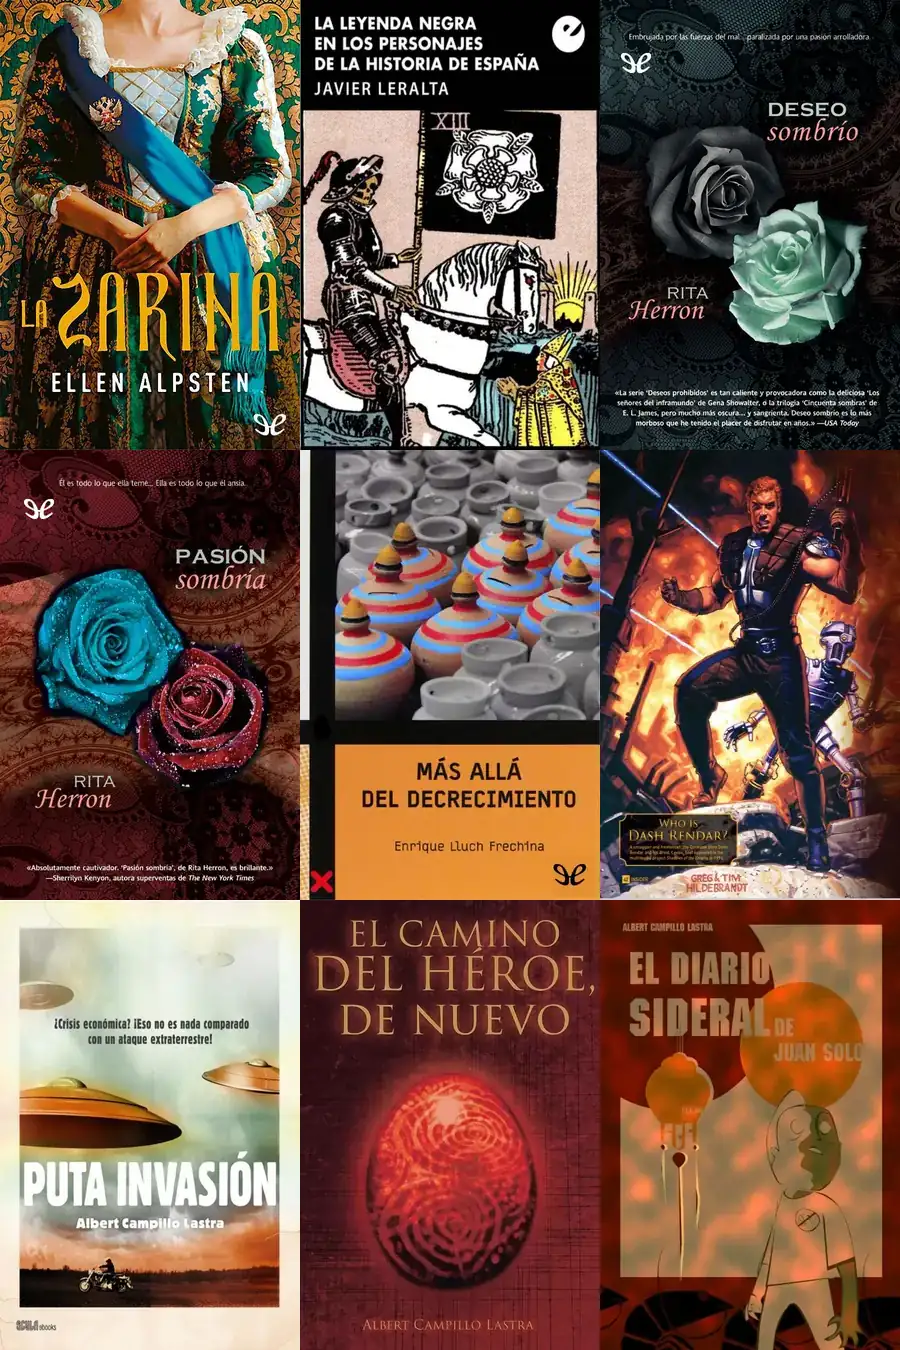 LA ZARINA
ELLEN ALPSTEN
LA LEYENDA NEGRA
EN LOS PERSONAJES
DE LA HISTORIA DE ESPAÑA
JAVIER LERALTA
XIII
Embrujada por las fuerzas del mal... paralizada por una pasión arrolladora.
DESEO
sombrío
RITA
Herron
«La serie 'Deseos prohibidos' es tan caliente y provocadora como la deliciosa 'Los
señores del inframundo' de Gena Showalter, o la trilogía 'Cincuenta sombras' de
E. L. James, pero mucho más oscura... y sangrienta. Deseo sombrío es lo más
morboso que he tenido el placer de disfrutar en años.» —USA Today
Él es todo lo que ella teme... Ella es todo lo que él ansía.
PASIÓN
sombría
RITA
Herron
«Absolutamente cautivador. 'Pasión sombría', de Rita Herron, es brillante.»
—Sherrilyn Kenyon, autora superventas de The New York Times
MÁS ALLÁ
DEL DECRECIMIENTO
Enrique Lluch Frechina
WHO IS
DASH RENDAR?
GREG & TIM
HILDEBRANDT
¿Crisis económica? ¡Eso no es nada comparado
con un ataque extraterrestre!
PUTA INVASIÓN
Albert Campillo Lastra
ebooks
EL CAMINO
DEL HÉROE,
DE NUEVO
ALBERT CAMPILLO LASTRA
ALBERT CAMPILLO LASTRA
EL DIARIO
SIDERAL DE
JUAN SOLO